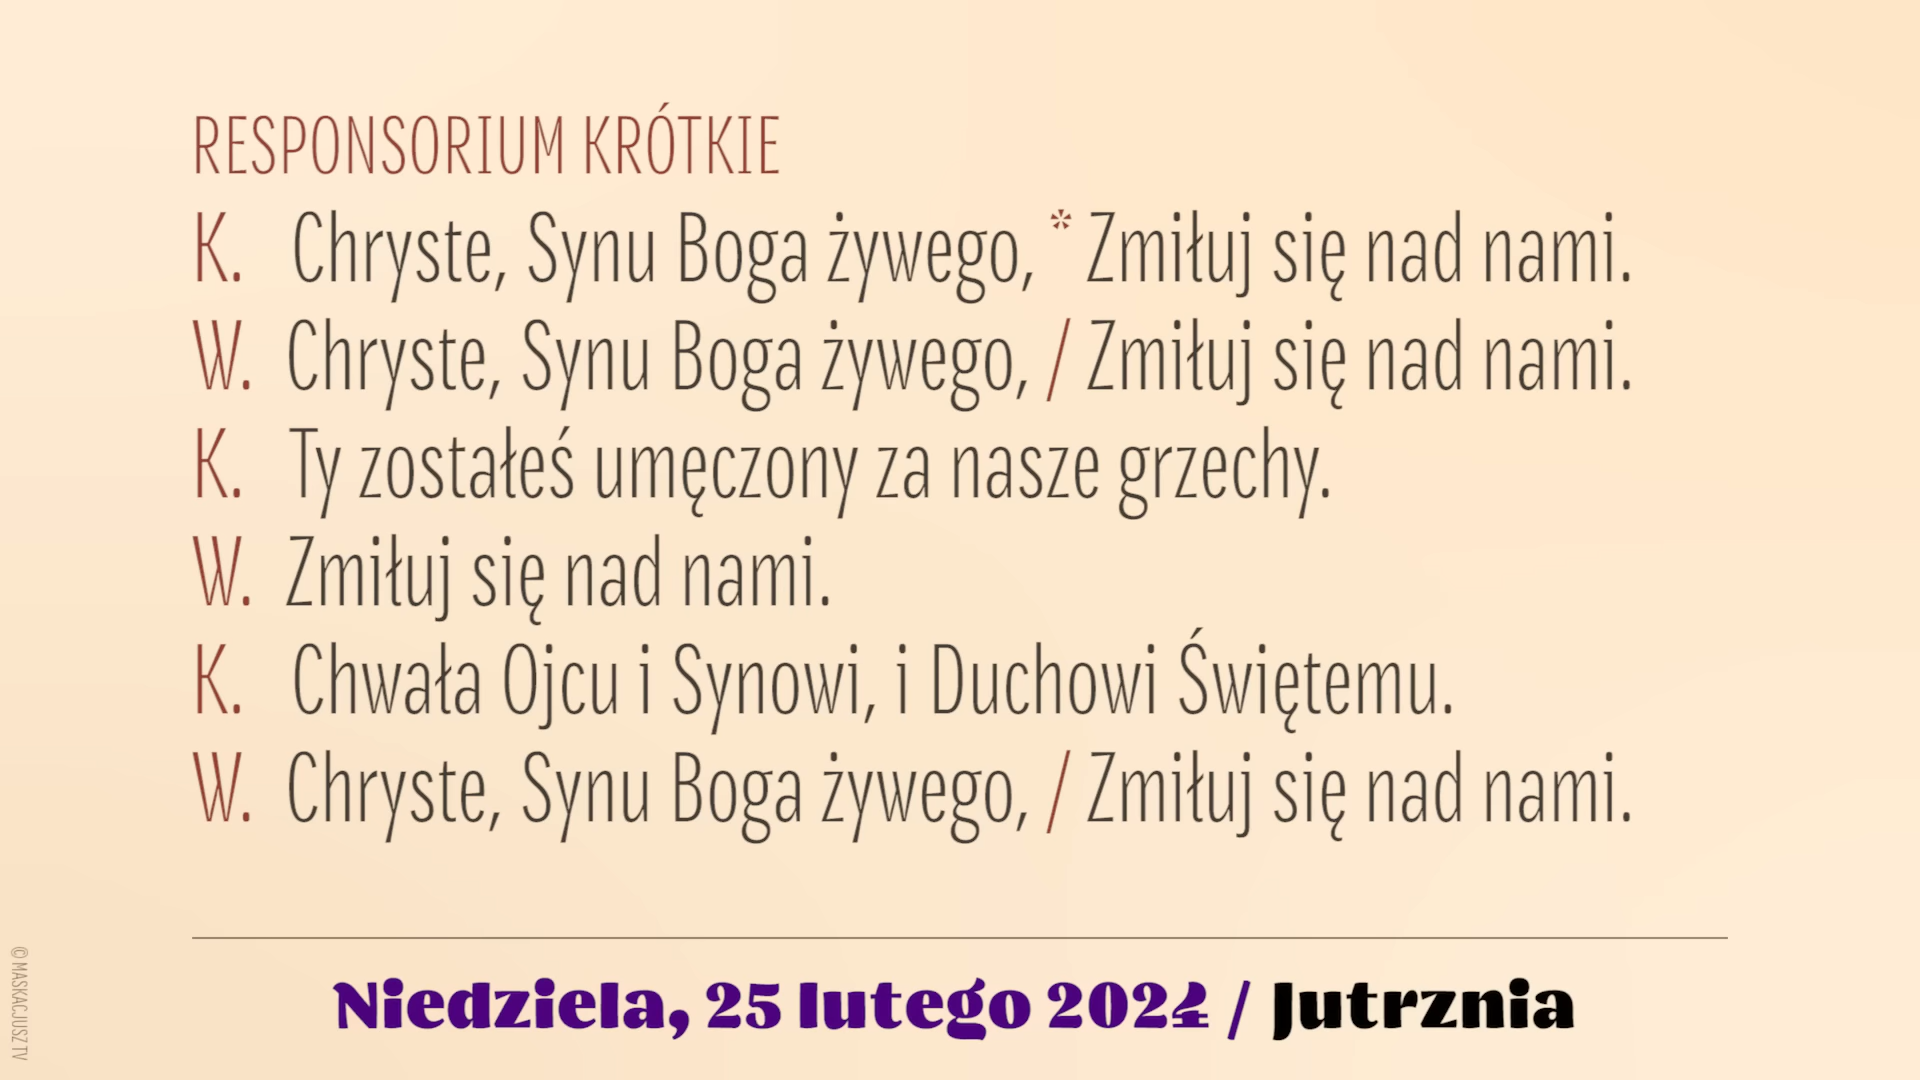 RESPONSORIUM KRÓTKIE
K. Chryste, Synu Boga żywego, * Zmiłuj się nad nami.
W. Chryste, Synu Boga żywego, / Zmiłuj się nad nami.
K. Ty zostałeś umęczony za nasze grzechy.
W. Zmiłuj się nad nami.
K. Chwała Ojcu i Synowi, i Duchowi Świętemu.
W. Chryste, Synu Boga żywego, / Zmiłuj się nad nami.
Niedziela, 25 lutego 2024 / Jutrznia
© MASKACJUSZ TV